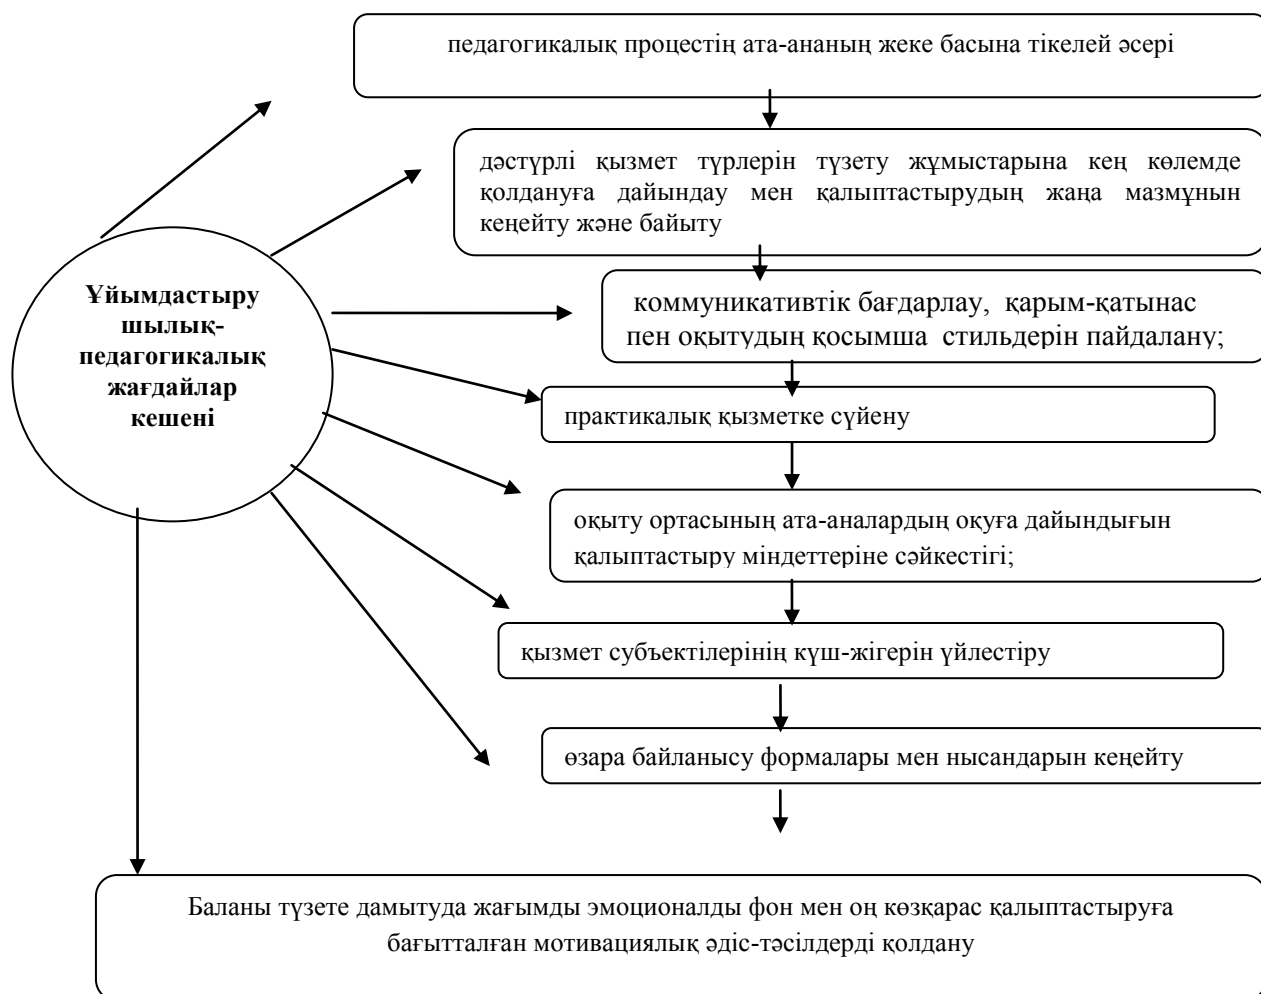 педагогикалық процестің ата-ананың жеке басына тікелей әсері
дәстүрлі қызмет түрлерін түзету жұмыстарына кең көлемде
қолдануға дайындау мен қалыптастырудың жаңа мазмұнын
кеңейту және байыту
Ұйымдастыру
шылық-
педагогикалық
жағдайлар
кешені
коммуникативтік бағдарлау, қарым-қатынас
пен оқытудың қосымша стильдерін пайдалану;
практикалық қызметке сүйену
оқыту ортасының ата-аналардың оқуға дайындығын
қалыптастыру міндеттеріне сәйкестігі;
қызмет субъектілерінің күш-жігерін үйлестіру
өзара байланысу формалары мен нысандарын кеңейту
Баланы түзете дамытуда жағымды эмоционалды фон мен оң көзқарас қалыптастыруға
бағытталған мотивациялық әдіс-тәсілдерді қолдану